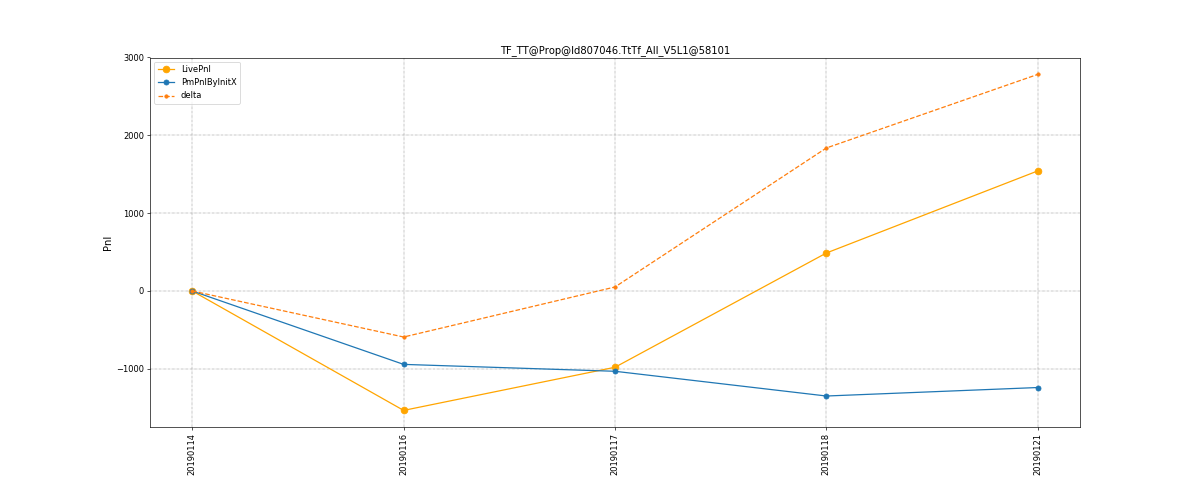 TF_TT@Prop@Id807046.TtTf_All_V5L1@58101
LivePnl
PmPnlByInitX
delta
3000
2000
1000
0
−1000
Pnl
20190114
20190116
20190117
20190118
20190121